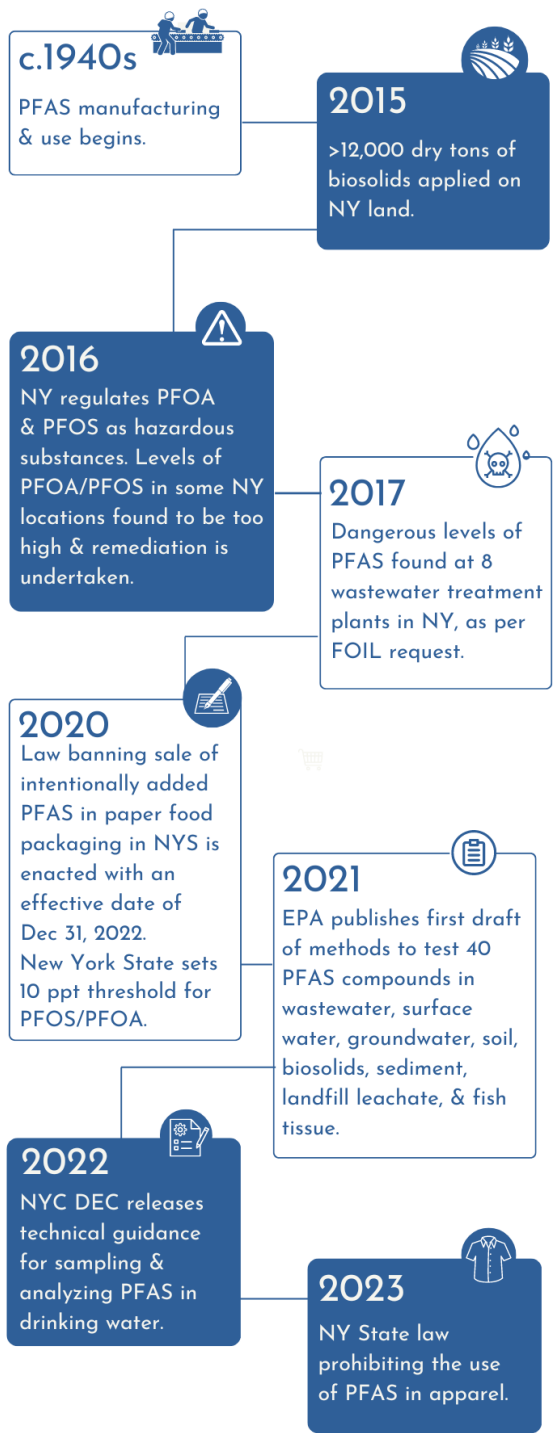 c.1940s
PFAS manufacturing
& use begins.
2015
>12,000 dry tons of
biosolids applied on
NY land.
2016
NY regulates PFOA
& PFOS as hazardous
substances. Levels of
PFOA/PFOS in some NY
locations found to be too
high & remediation is
undertaken.
2017
Dangerous levels of
PFAS found at 8
wastewater treatment
plants in NY, as per
FOIL request.
2020
Law banning sale of
intentionally added
PFAS in paper food
packaging in NYS is
enacted with an
effective date of
Dec 31, 2022.
New York State sets
10 ppt threshold for
PFOS/PFOA.
2021
EPA publishes first draft
of methods to test 40
PFAS compounds in
wastewater, surface
water, groundwater, soil,
biosolids, sediment,
landfill leachate, & fish
tissue.
2022
NYC DEC releases
technical guidance
for sampling &
analyzing PFAS in
drinking water.
2023
NY State law
prohibiting the use
of PFAS in apparel.